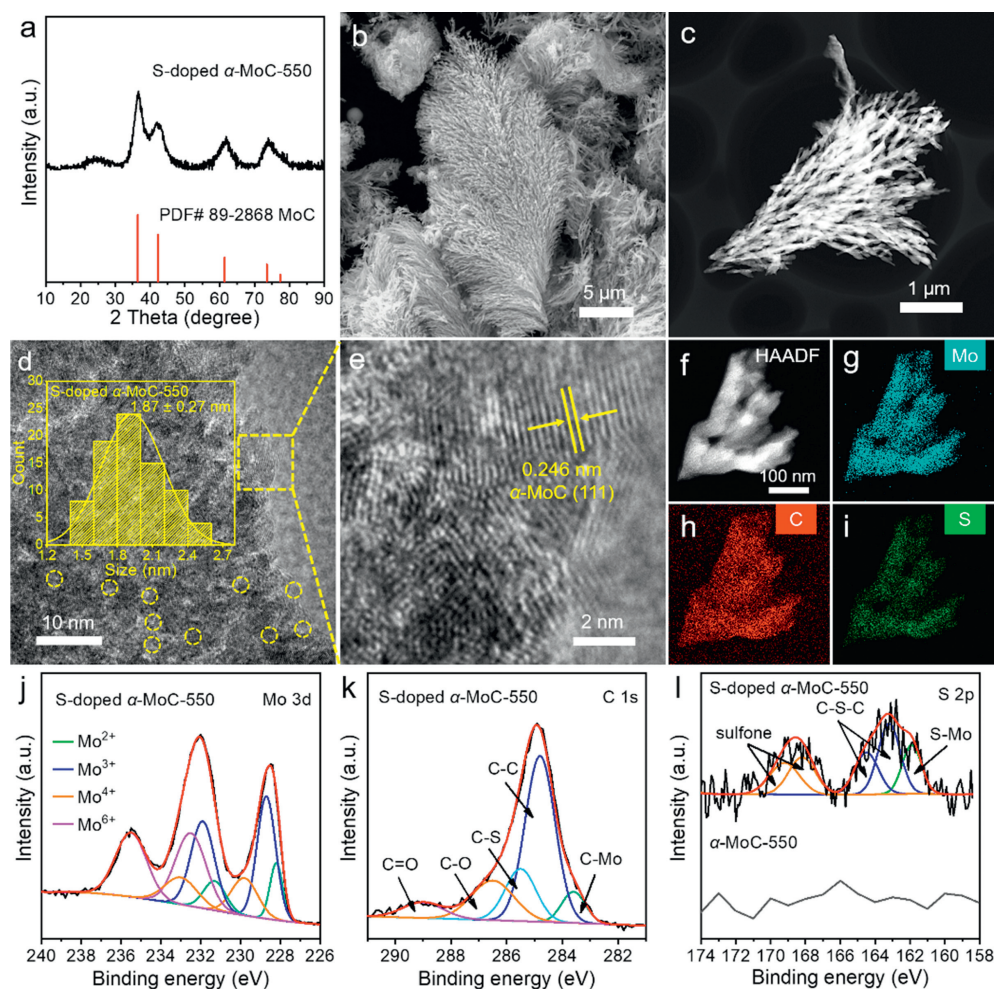 a
S-doped α-MoC-550
PDF# 89-2868 MoC
Intensity (a.u.)
10 20 30 40 50 60 70 80 90
2 Theta (degree)
b
5 μm
c
1 μm
d
S-doped α-MoC-550
1.87 ± 0.27 nm
Count
30
25
20
15
10
5
0
1.2 1.5 1.8 2.1 2.4 2.7
Size (nm)
10 nm
e
0.246 nm
α-MoC (111)
2 nm
f
HAADF
100 nm
g
Mo
h
C
i
S
j
S-doped α-MoC-550
Mo 3d
Mo2+
Mo3+
Mo4+
Mo6+
Intensity (a.u.)
240 238 236 234 232 230 228 226
Binding energy (eV)
k
S-doped α-MoC-550
C 1s
C-C
C-S
C-O
C=O
C-Mo
Intensity (a.u.)
290 288 286 284 282
Binding energy (eV)
l
S-doped α-MoC-550
S 2p
C-S-C
sulfone
S-Mo
α-MoC-550
Intensity (a.u.)
174 172 170 168 166 164 162 160 158
Binding energy (eV)